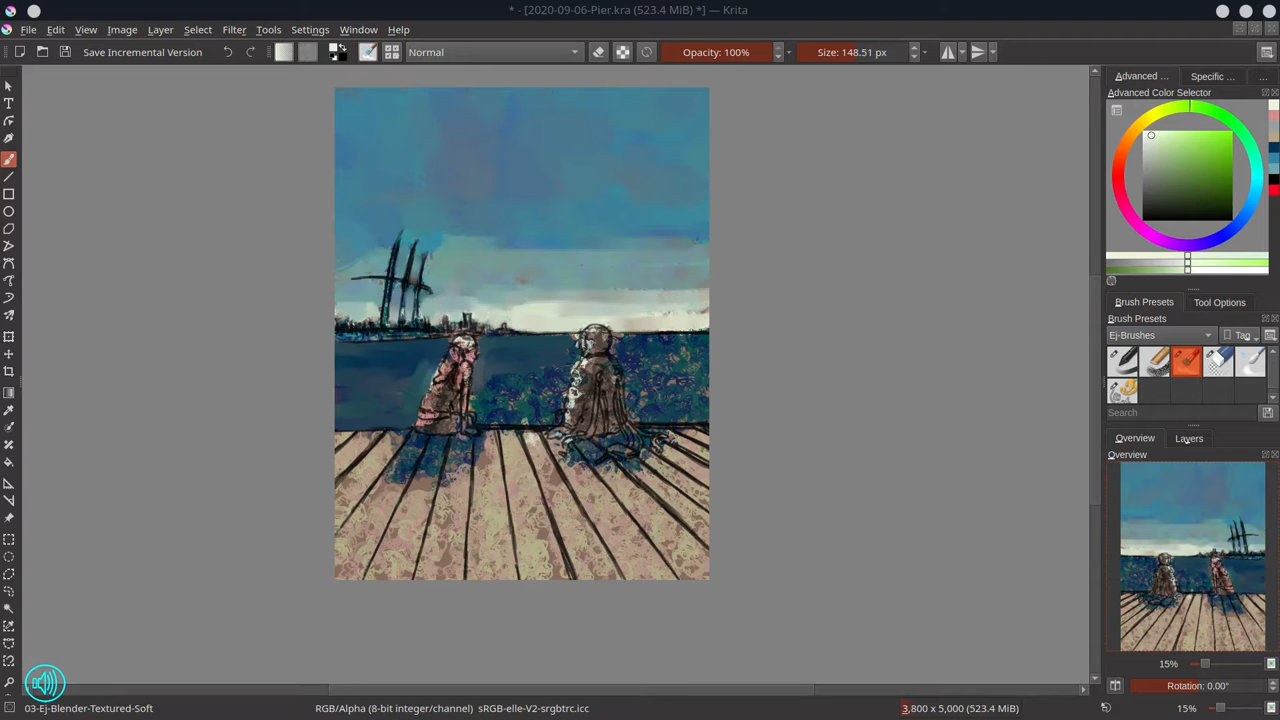 * - [2020-09-06-Pier.kra (523.4 MiB) *] — Krita
File Edit View Image Layer Select Filter Tools Settings Window Help
Save Incremental Version Normal Opacity: 100% Size: 148.51 px
Advanced ... Specific ... ...
Advanced Color Selector
Brush Presets Tool Options
Brush Presets
Ej-Brushes Tag
Search
Overview Layers
Overview
15%
Rotation: 0.00°
03-Ej-Blender-Textured-Soft RGB/Alpha (8-bit integer/channel) sRGB-elle-V2-srgbtrc.icc 3,800 x 5,000 (523.4 MiB) 15%